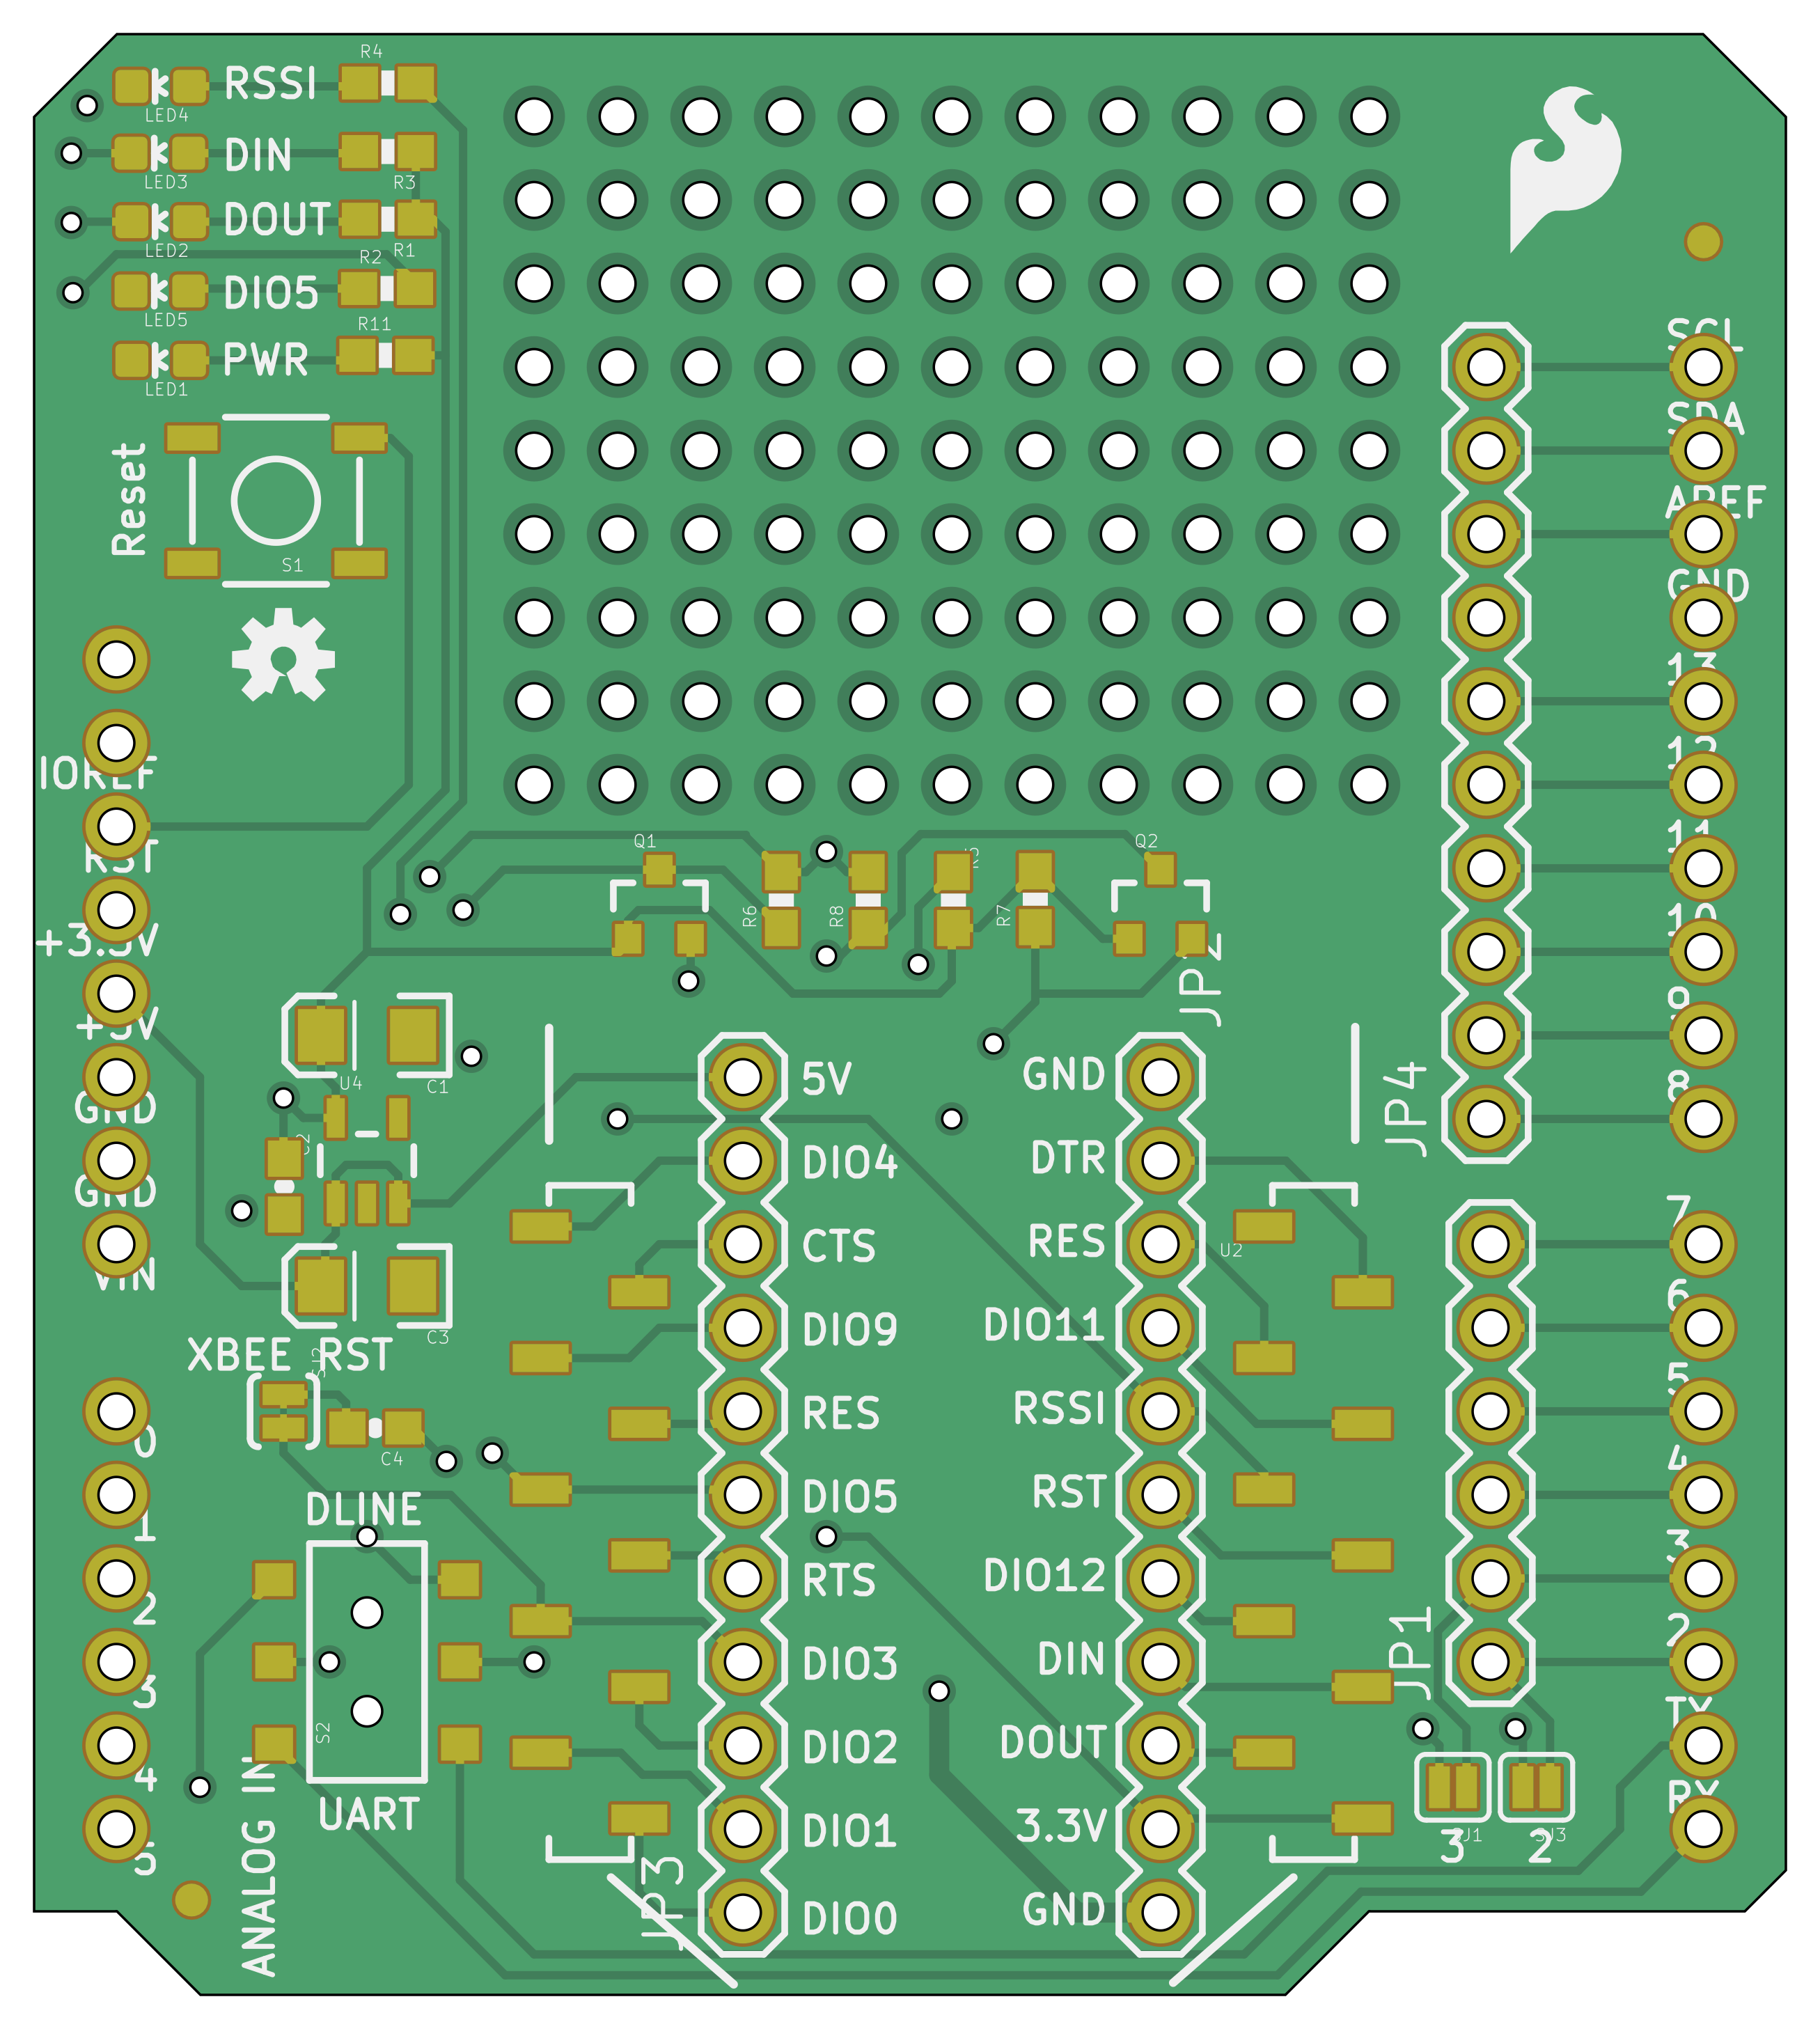 R4
RSSI
LED4
DIN
LED3
R3
DOUT
LED2
R1
R2
DIO5
LED5
R11
PWR
LED1
Reset
S1
SCL
SDA
AREF
GND
13
12
11
10
9
8
IOREF
RST
+3.3V
+5V
GND
GND
VIN
Q1
Q2
R6
R8
R7
JP2
JP4
U4
C1
C3
5V
DIO4
CTS
DIO9
RES
DIO5
RTS
DIO3
DIO2
DIO1
DIO0
GND
DTR
RES
DIO11
RSSI
RST
DIO12
DIN
DOUT
3.3V
GND
U2
XBEE RST
C4
DLINE
S2
UART
0
1
2
3
4
5
ANALOG IN
JP3
JP1
7
6
5
4
3
2
TX
RX
SJ1
SJ3
3
2